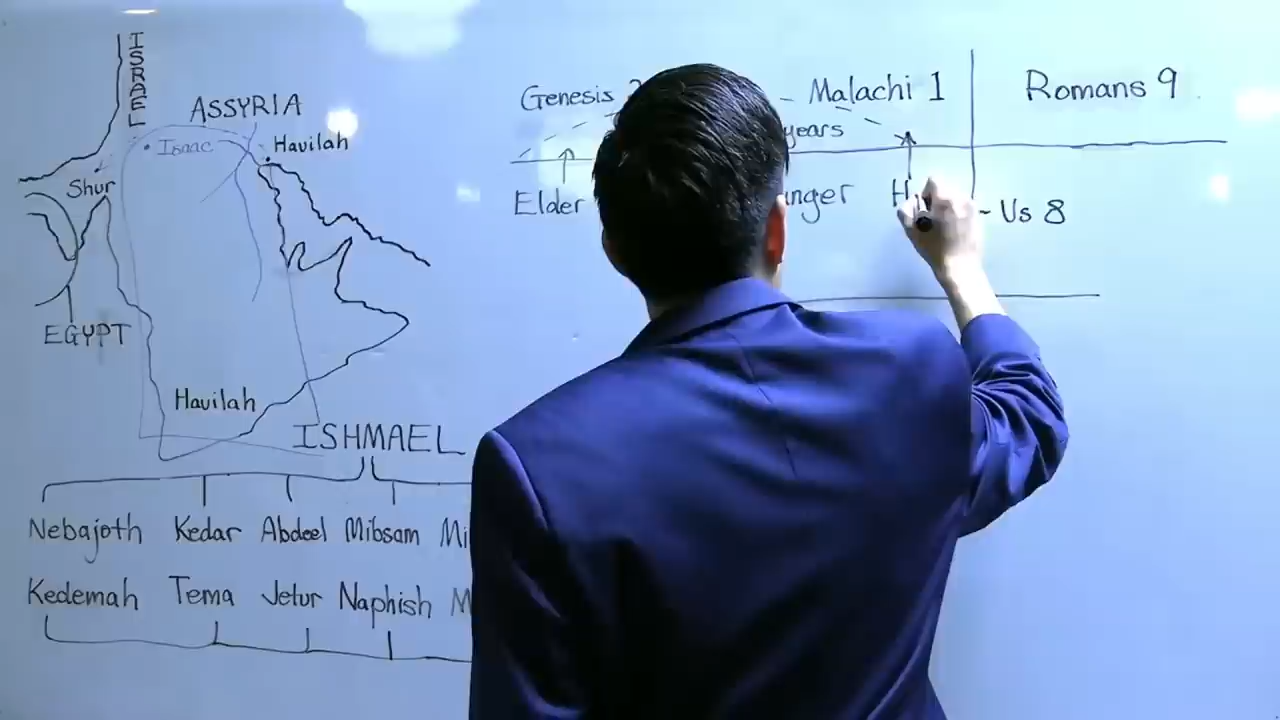 ISRAEL
ASSYRIA
Isaac
Havilah
Shur
EGYPT
Havilah
ISHMAEL
Nebajoth Kedar Abdeel Mibsam
Kedemah Tema Jetur Naphish
Genesis
Malachi 1
Romans 9
years
Elder
- Vs 8